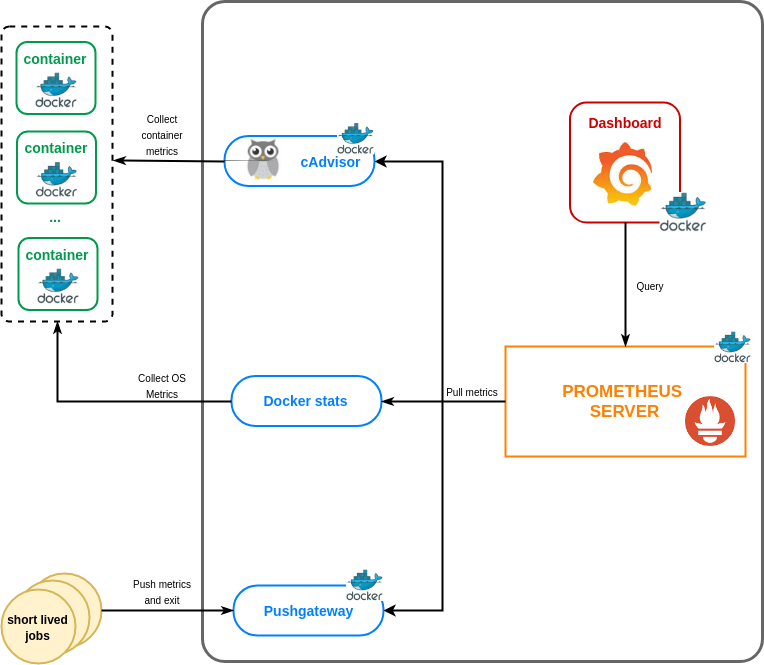 container
docker
container
docker
...
container
docker
Collect
container
metrics
cAdvisor
docker
Dashboard
docker
Query
Collect OS
Metrics
Docker stats
Pull metrics
PROMETHEUS
SERVER
docker
short lived
jobs
Push metrics
and exit
Pushgateway
docker